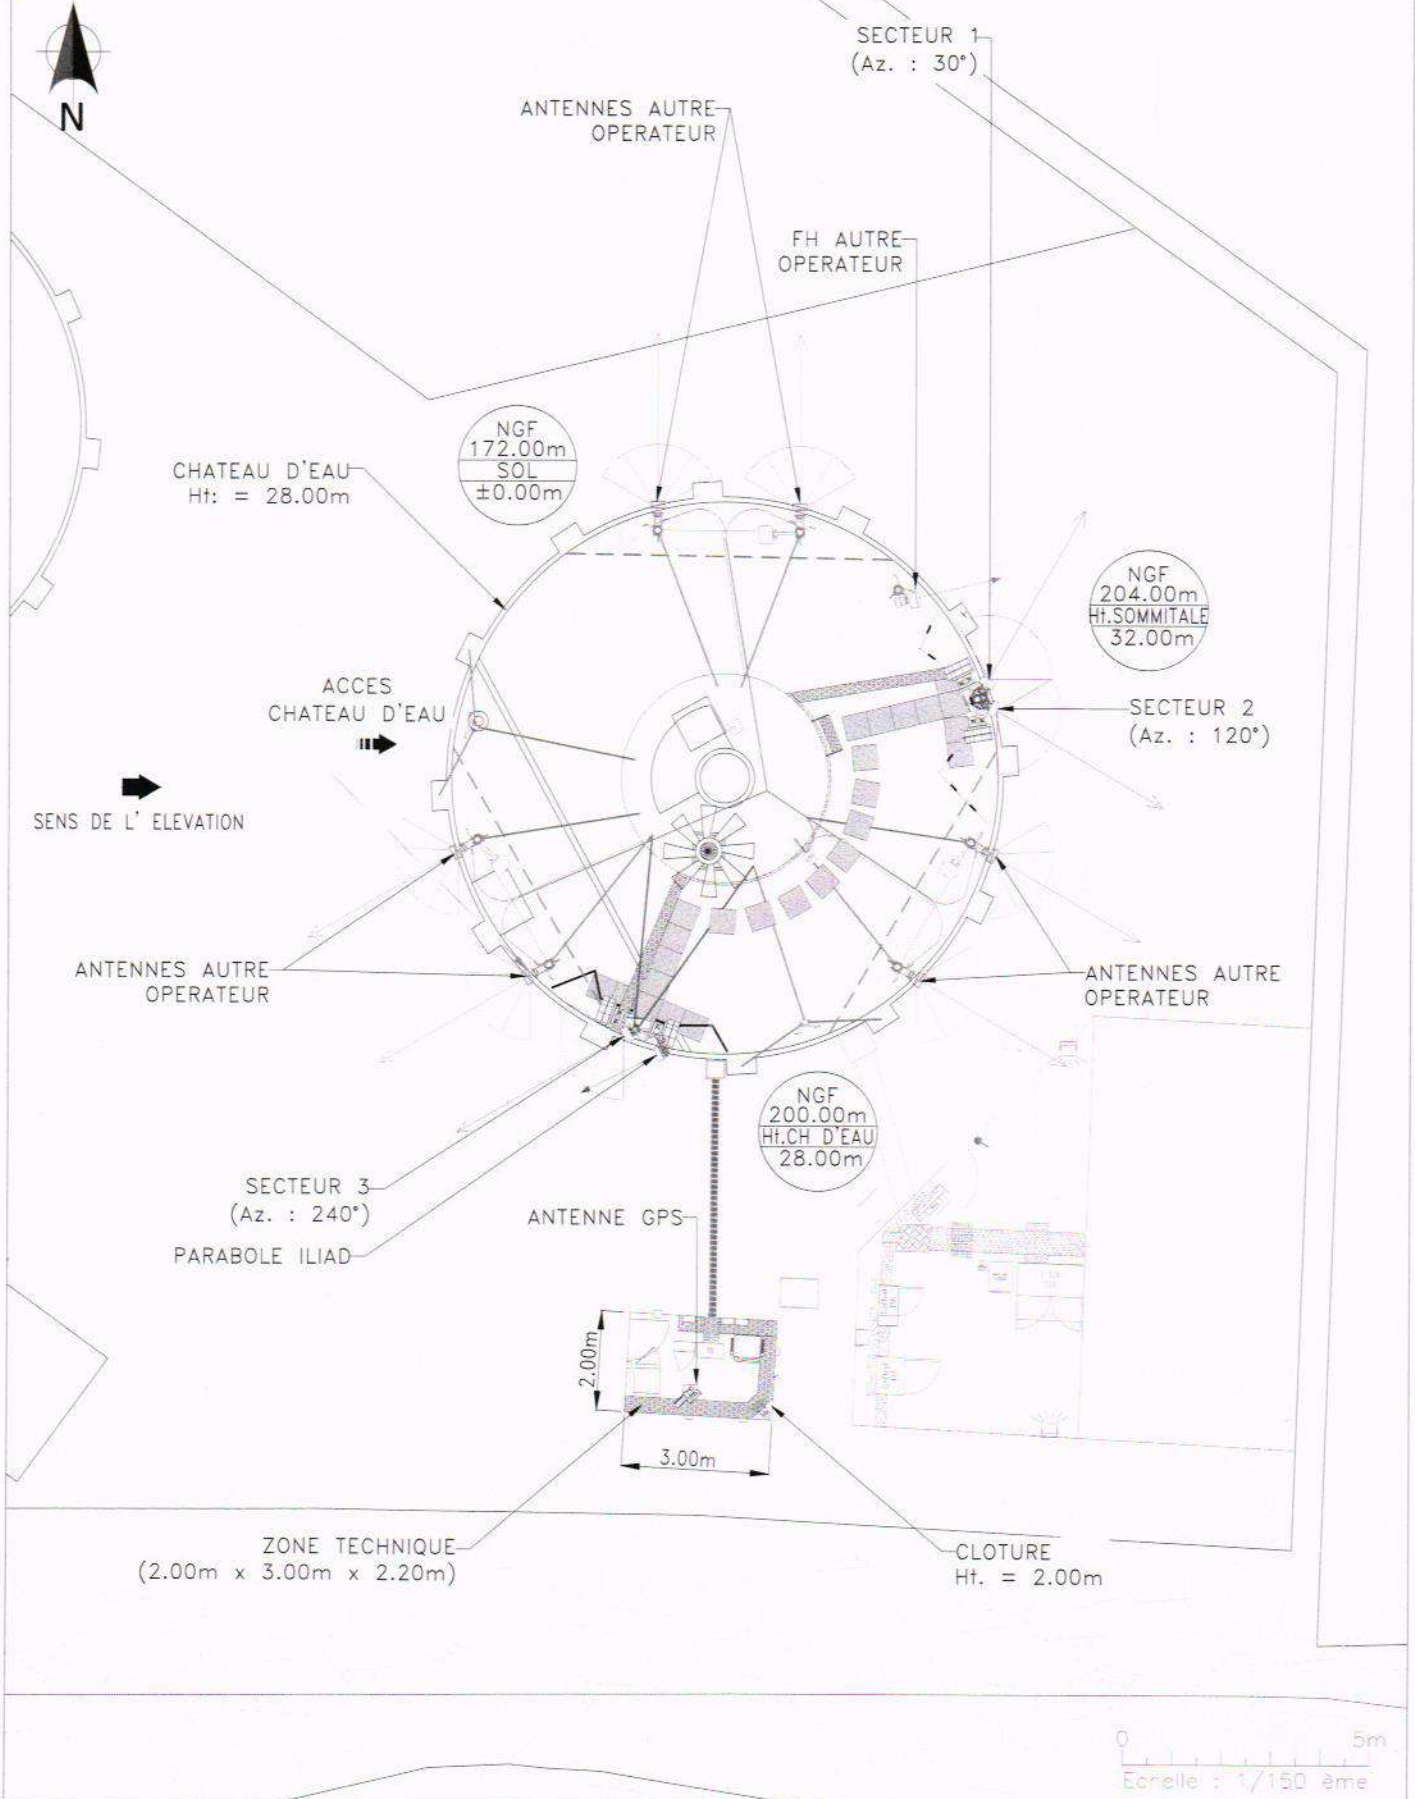 SECTEUR 1
(Az. : 30°)
N
ANTENNES AUTRE
OPERATEUR
FH AUTRE
OPERATEUR
NGF
172.00m
SOL
±0.00m
CHATEAU D'EAU
Ht: = 28.00m
NGF
204.00m
Ht.SOMMITALE
32.00m
ACCES
CHATEAU D'EAU
SECTEUR 2
(Az. : 120°)
SENS DE L' ELEVATION
ANTENNES AUTRE
OPERATEUR
ANTENNES AUTRE
OPERATEUR
NGF
200.00m
Ht.CH D'EAU
28.00m
SECTEUR 3
(Az. : 240°)
ANTENNE GPS
PARABOLE ILIAD
2.00m
3.00m
ZONE TECHNIQUE
(2.00m x 3.00m x 2.20m)
CLOTURE
Ht. = 2.00m
0 5m
Echelle : 1/150 ème